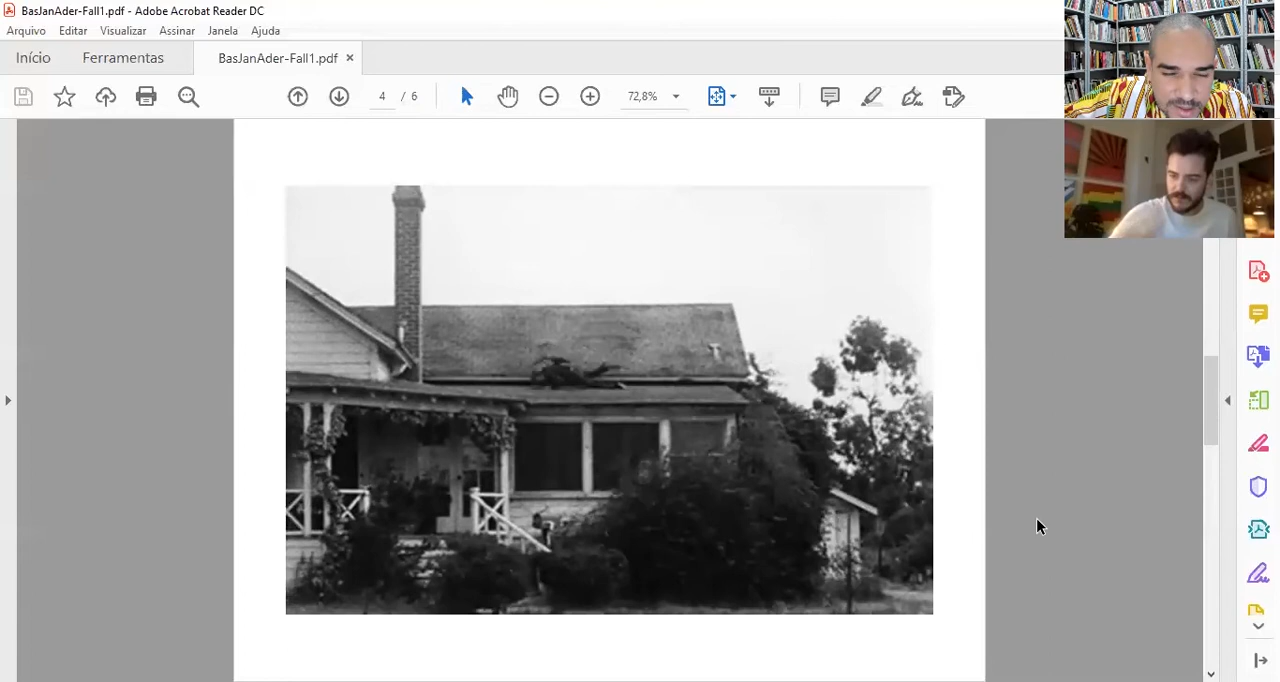 BasJanAder-Fall1.pdf - Adobe Acrobat Reader DC
Arquivo Editar Visualizar Assinar Janela Ajuda
Início Ferramentas BasJanAder-Fall1.pdf ×
4 / 6 72,8%